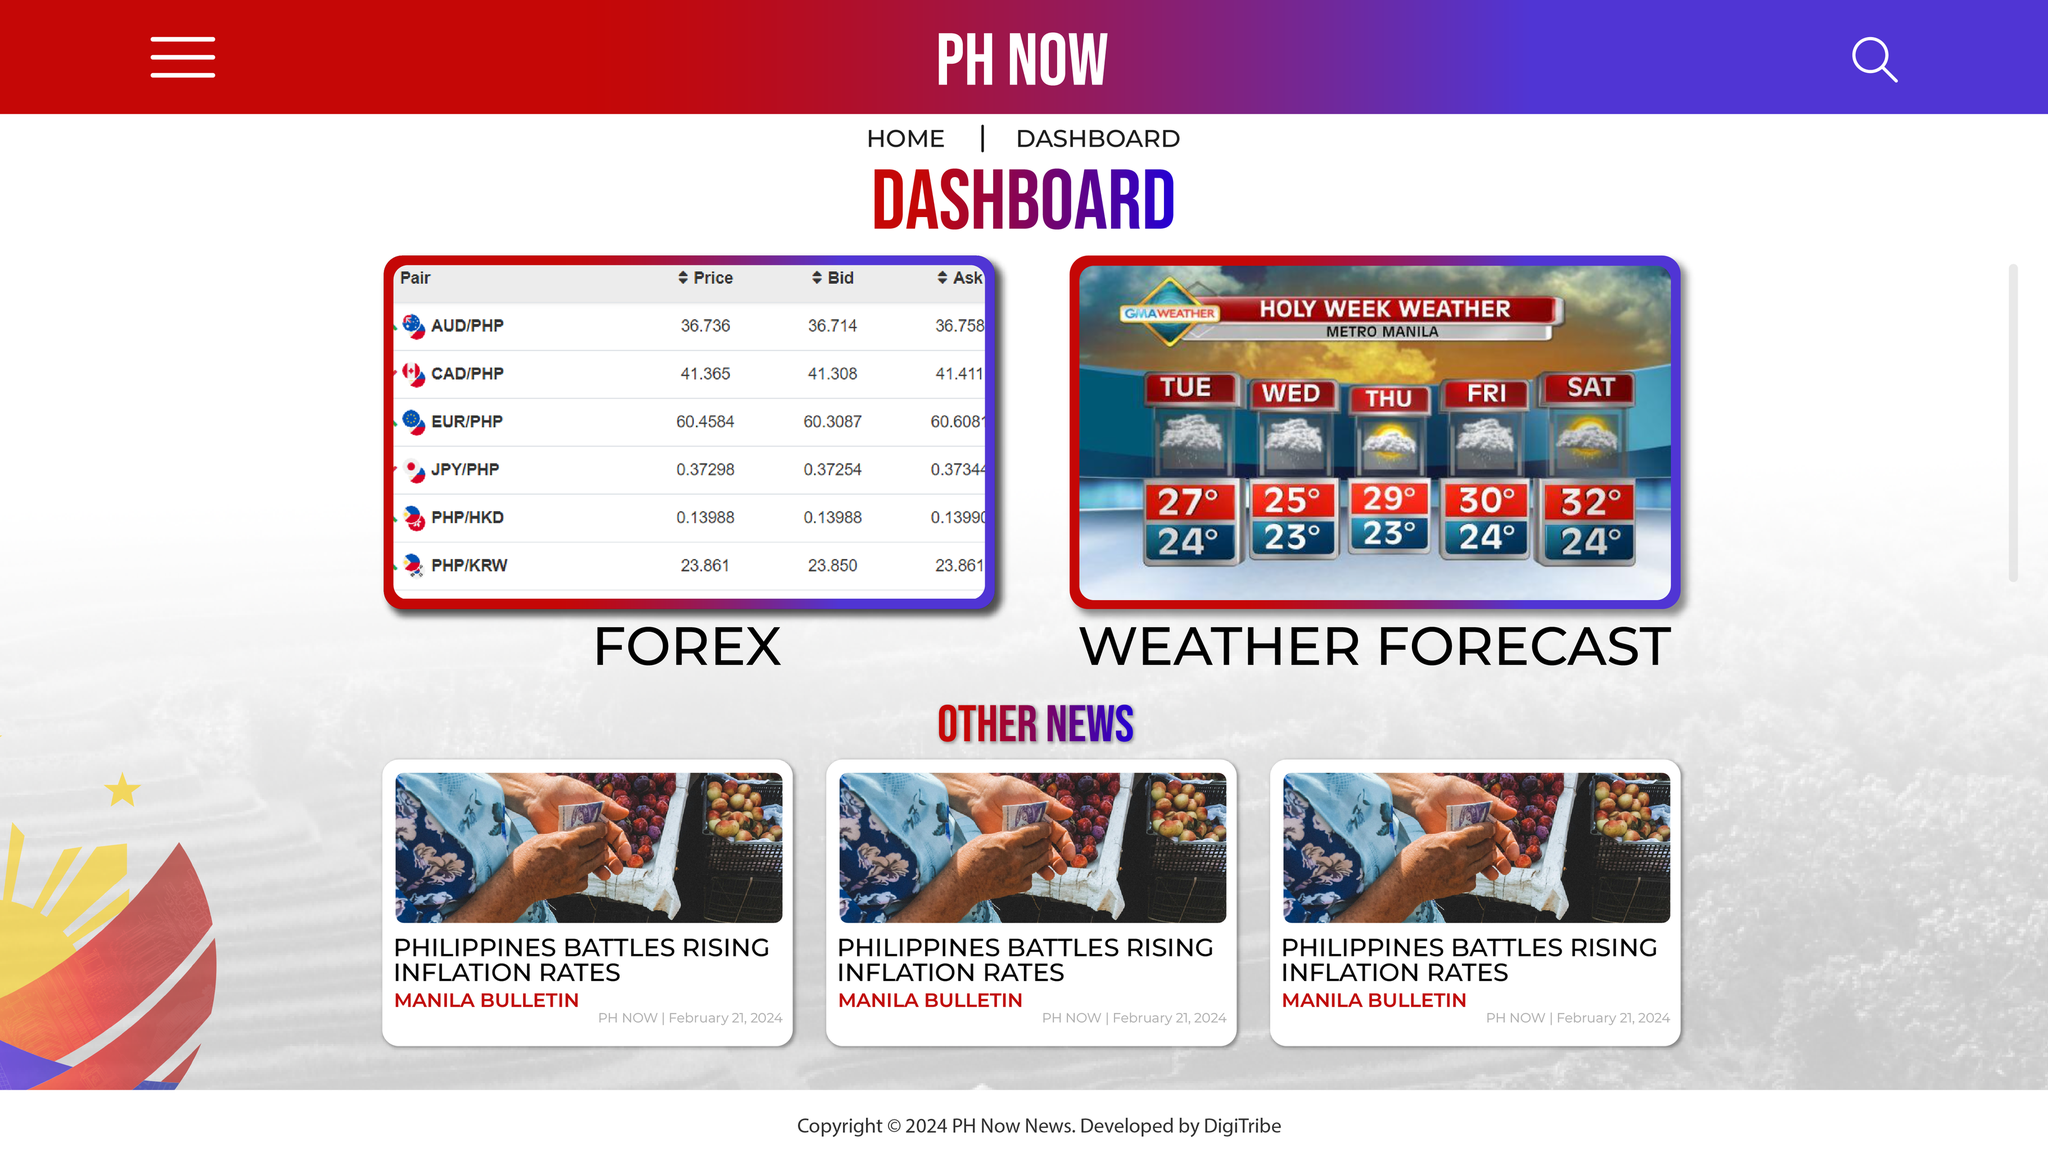 PH NOW
HOME | DASHBOARD
DASHBOARD
Pair Price Bid Ask
AUD/PHP 36.736 36.714 36.758
CAD/PHP 41.365 41.308 41.411
EUR/PHP 60.4584 60.3087 60.6081
JPY/PHP 0.37298 0.37254 0.37344
PHP/HKD 0.13988 0.13988 0.13990
PHP/KRW 23.861 23.850 23.861
FOREX
GMA WEATHER
HOLY WEEK WEATHER
METRO MANILA
TUE WED THU FRI SAT
27° 25° 29° 30° 32°
24° 23° 23° 24° 24°
WEATHER FORECAST
OTHER NEWS
PHILIPPINES BATTLES RISING
INFLATION RATES
MANILA BULLETIN
PH NOW | February 21, 2024
PHILIPPINES BATTLES RISING
INFLATION RATES
MANILA BULLETIN
PH NOW | February 21, 2024
PHILIPPINES BATTLES RISING
INFLATION RATES
MANILA BULLETIN
PH NOW | February 21, 2024
Copyright © 2024 PH Now News. Developed by DigiTribe